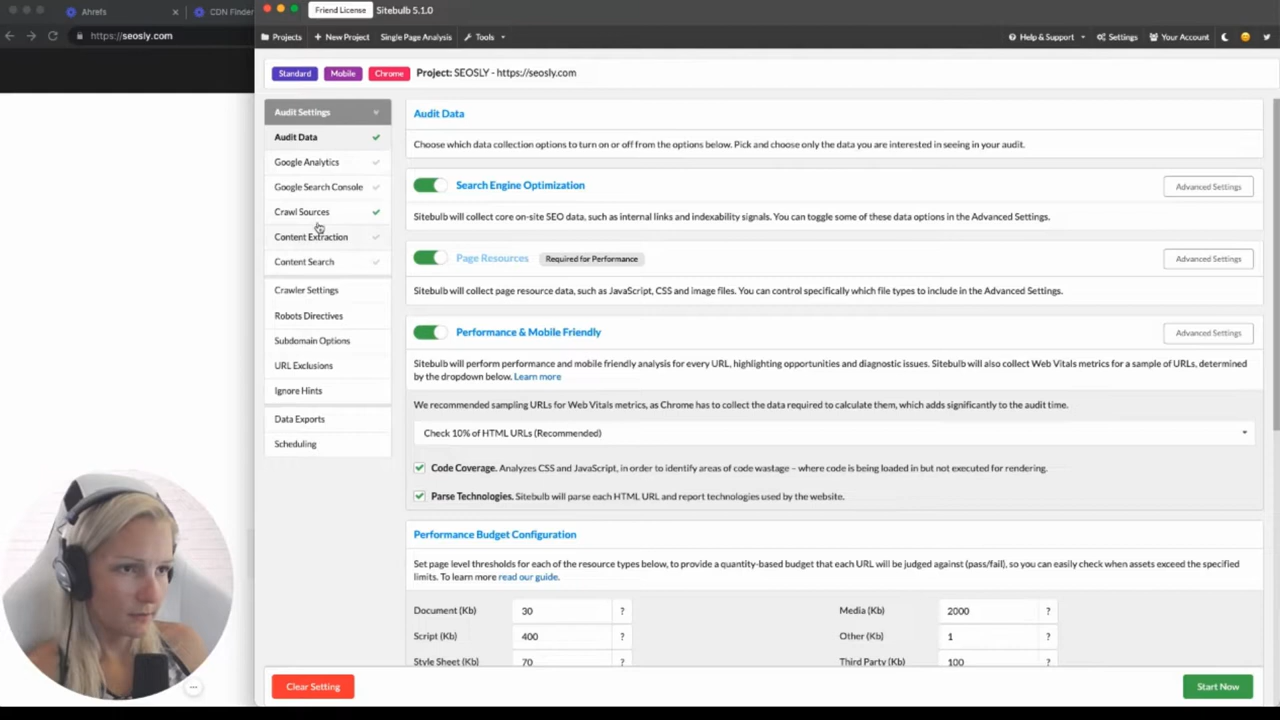 Ahrefs × CDN Finder
https://seosly.com
Friend License Sitebulb 5.1.0
Projects + New Project Single Page Analysis Tools Help & Support Settings Your Account
Standard Mobile Chrome Project: SEOSLY - https://seosly.com
Audit Settings
Audit Data
Google Analytics
Google Search Console
Crawl Sources
Content Extraction
Content Search
Crawler Settings
Robots Directives
Subdomain Options
URL Exclusions
Ignore Hints
Data Exports
Scheduling
Audit Data
Choose which data collection options to turn on or off from the options below. Pick and choose only the data you are interested in seeing in your audit.
Search Engine Optimization Advanced Settings
Sitebulb will collect core on-site SEO data, such as internal links and indexability signals. You can toggle some of these data options in the Advanced Settings.
Page Resources Required for Performance Advanced Settings
Sitebulb will collect page resource data, such as JavaScript, CSS and image files. You can control specifically which file types to include in the Advanced Settings.
Performance & Mobile Friendly Advanced Settings
Sitebulb will perform performance and mobile friendly analysis for every URL, highlighting opportunities and diagnostic issues. Sitebulb will also collect Web Vitals metrics for a sample of URLs, determined
by the dropdown below. Learn more
We recommended sampling URLs for Web Vitals metrics, as Chrome has to collect the data required to calculate them, which adds significantly to the audit time.
Check 10% of HTML URLs (Recommended)
Code Coverage. Analyzes CSS and JavaScript, in order to identify areas of code wastage – where code is being loaded in but not executed for rendering.
Parse Technologies. Sitebulb will parse each HTML URL and report technologies used by the website.
Performance Budget Configuration
Set page level thresholds for each of the resource types below, to provide a quantity-based budget that each URL will be judged against (pass/fail), so you can easily check when assets exceed the specified
limits. To learn more read our guide.
Document (Kb) 30 ? Media (Kb) 2000 ?
Script (Kb) 400 ? Other (Kb) 1 ?
Style Sheet (Kb) 70 ? Third Party (Kb) 100 ?
Clear Setting Start Now